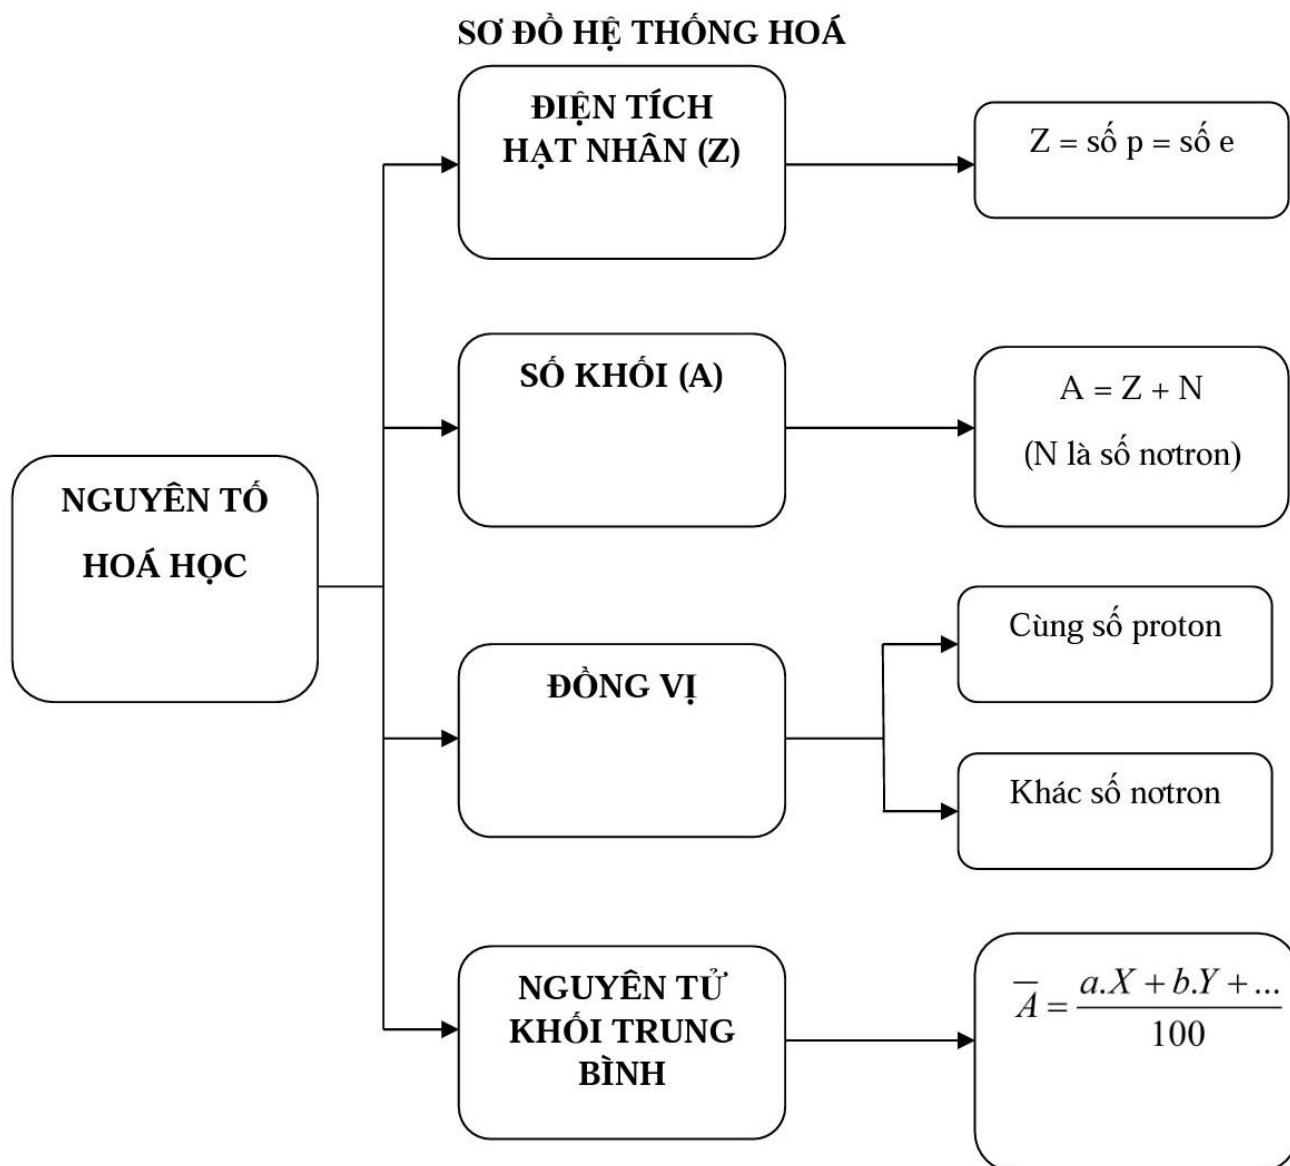 SƠ ĐỒ HỆ THỐNG HOÁ
ĐIỆN TÍCH
HẠT NHÂN (Z)
Z = số p = số e
SỐ KHỐI (A)
A = Z + N
(N là số nơtron)
NGUYÊN TỐ
HOÁ HỌC
ĐỒNG VỊ
Cùng số proton
Khác số nơtron
NGUYÊN TỬ
KHỐI TRUNG
BÌNH
A̅ = (a.X + b.Y + ...) / 100